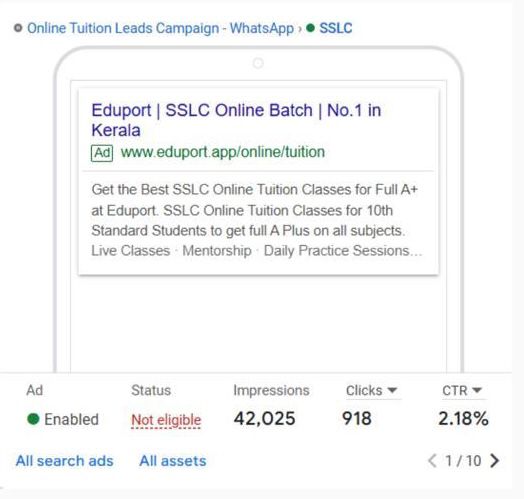 Online Tuition Leads Campaign - WhatsApp › SSLC
Eduport | SSLC Online Batch | No.1 in
Kerala
Ad www.eduport.app/online/tuition
Get the Best SSLC Online Tuition Classes for Full A+
at Eduport. SSLC Online Tuition Classes for 10th
Standard Students to get full A Plus on all subjects.
Live Classes · Mentorship · Daily Practice Sessions...
Ad Status Impressions Clicks CTR
Enabled Not eligible 42,025 918 2.18%
All search ads All assets 1 / 10